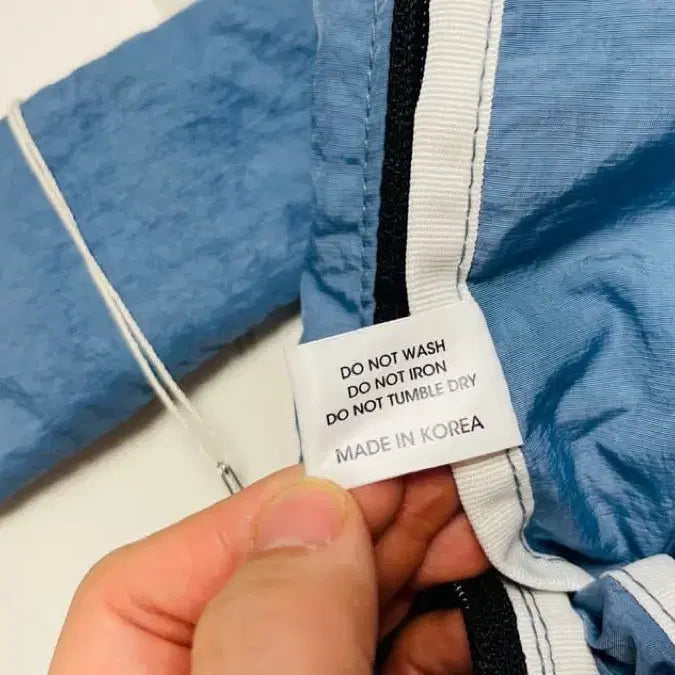 DO NOT WASH
DO NOT IRON
DO NOT TUMBLE DRY
MADE IN KOREA